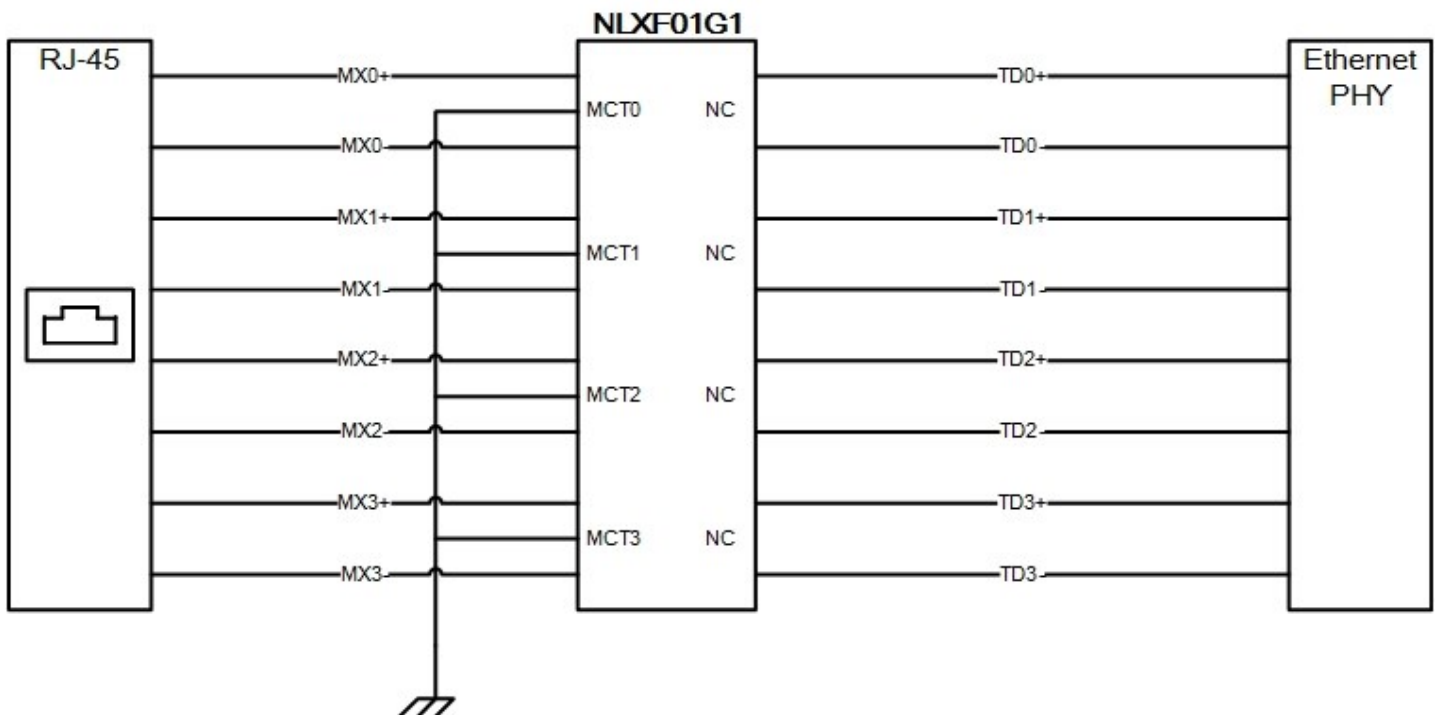 NLXF01G1
RJ-45
Ethernet
PHY
MX0+
TD0+
MCT0 NC
MX0-
TD0-
MX1+
TD1+
MCT1 NC
MX1-
TD1-
MX2+
TD2+
MCT2 NC
MX2-
TD2-
MX3+
TD3+
MCT3 NC
MX3-
TD3-